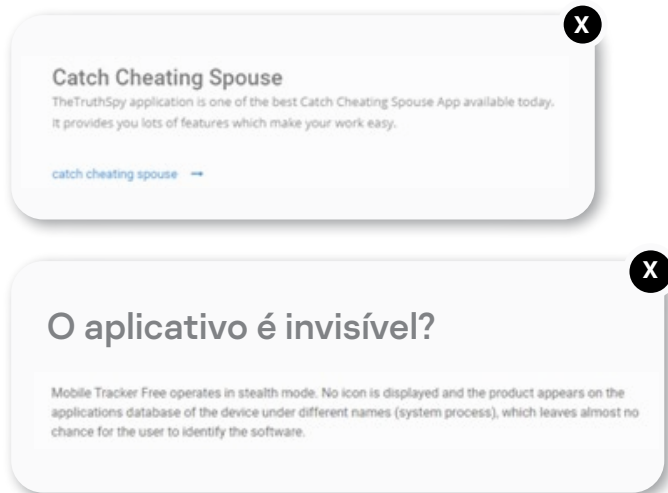 X
Catch Cheating Spouse
TheTruthSpy application is one of the best Catch Cheating Spouse App available today.
It provides you lots of features which make your work easy.
catch cheating spouse →
X
O aplicativo é invisível?
Mobile Tracker Free operates in stealth mode. No icon is displayed and the product appears on the
applications database of the device under different names (system process), which leaves almost no
chance for the user to identify the software.